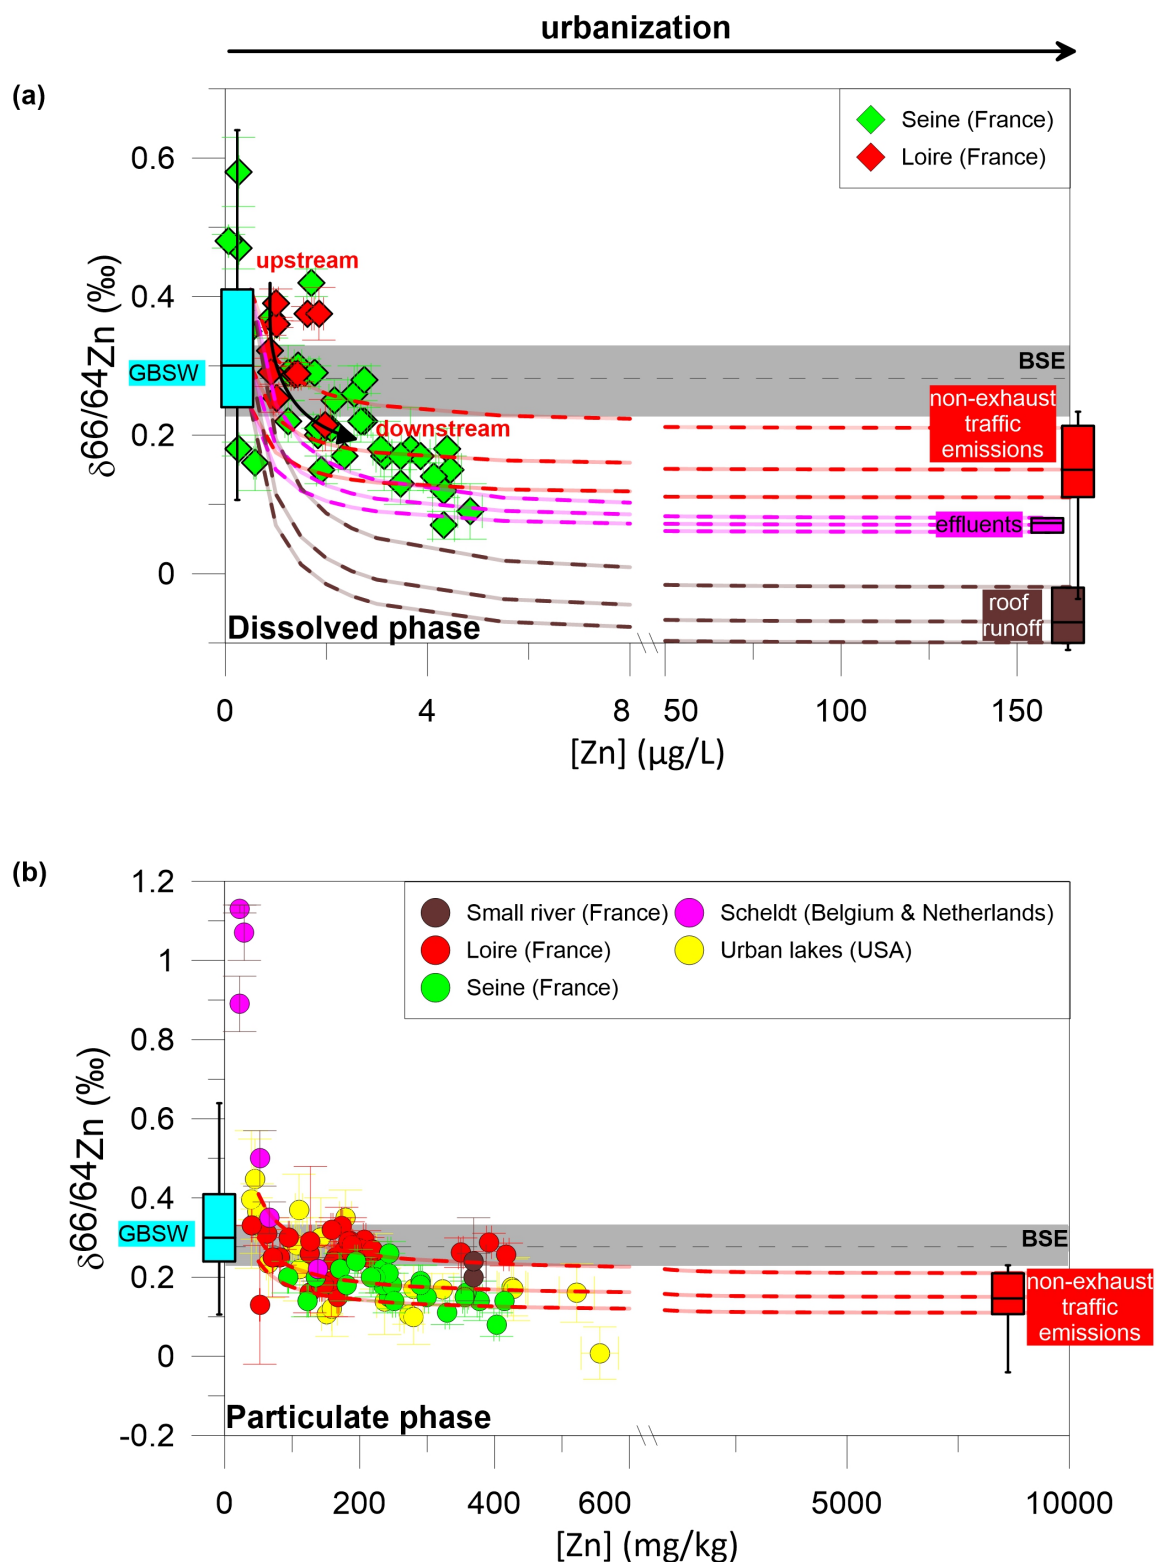 urbanization
(a)
Seine (France)
Loire (France)
0.6
upstream
0.4
BSE
GBSW
non-exhaust
traffic
emissions
0.2
downstream
effluents
0
roof
runoff
Dissolved phase
δ66/64Zn (‰)
0 4 8 50 100 150
[Zn] (µg/L)
(b)
1.2
Small river (France)
Scheldt (Belgium & Netherlands)
Loire (France)
Urban lakes (USA)
Seine (France)
1
0.8
0.6
0.4
GBSW
BSE
0.2
non-exhaust
traffic
emissions
0
Particulate phase
-0.2
δ66/64Zn (‰)
0 200 400 600 5000 10000
[Zn] (mg/kg)